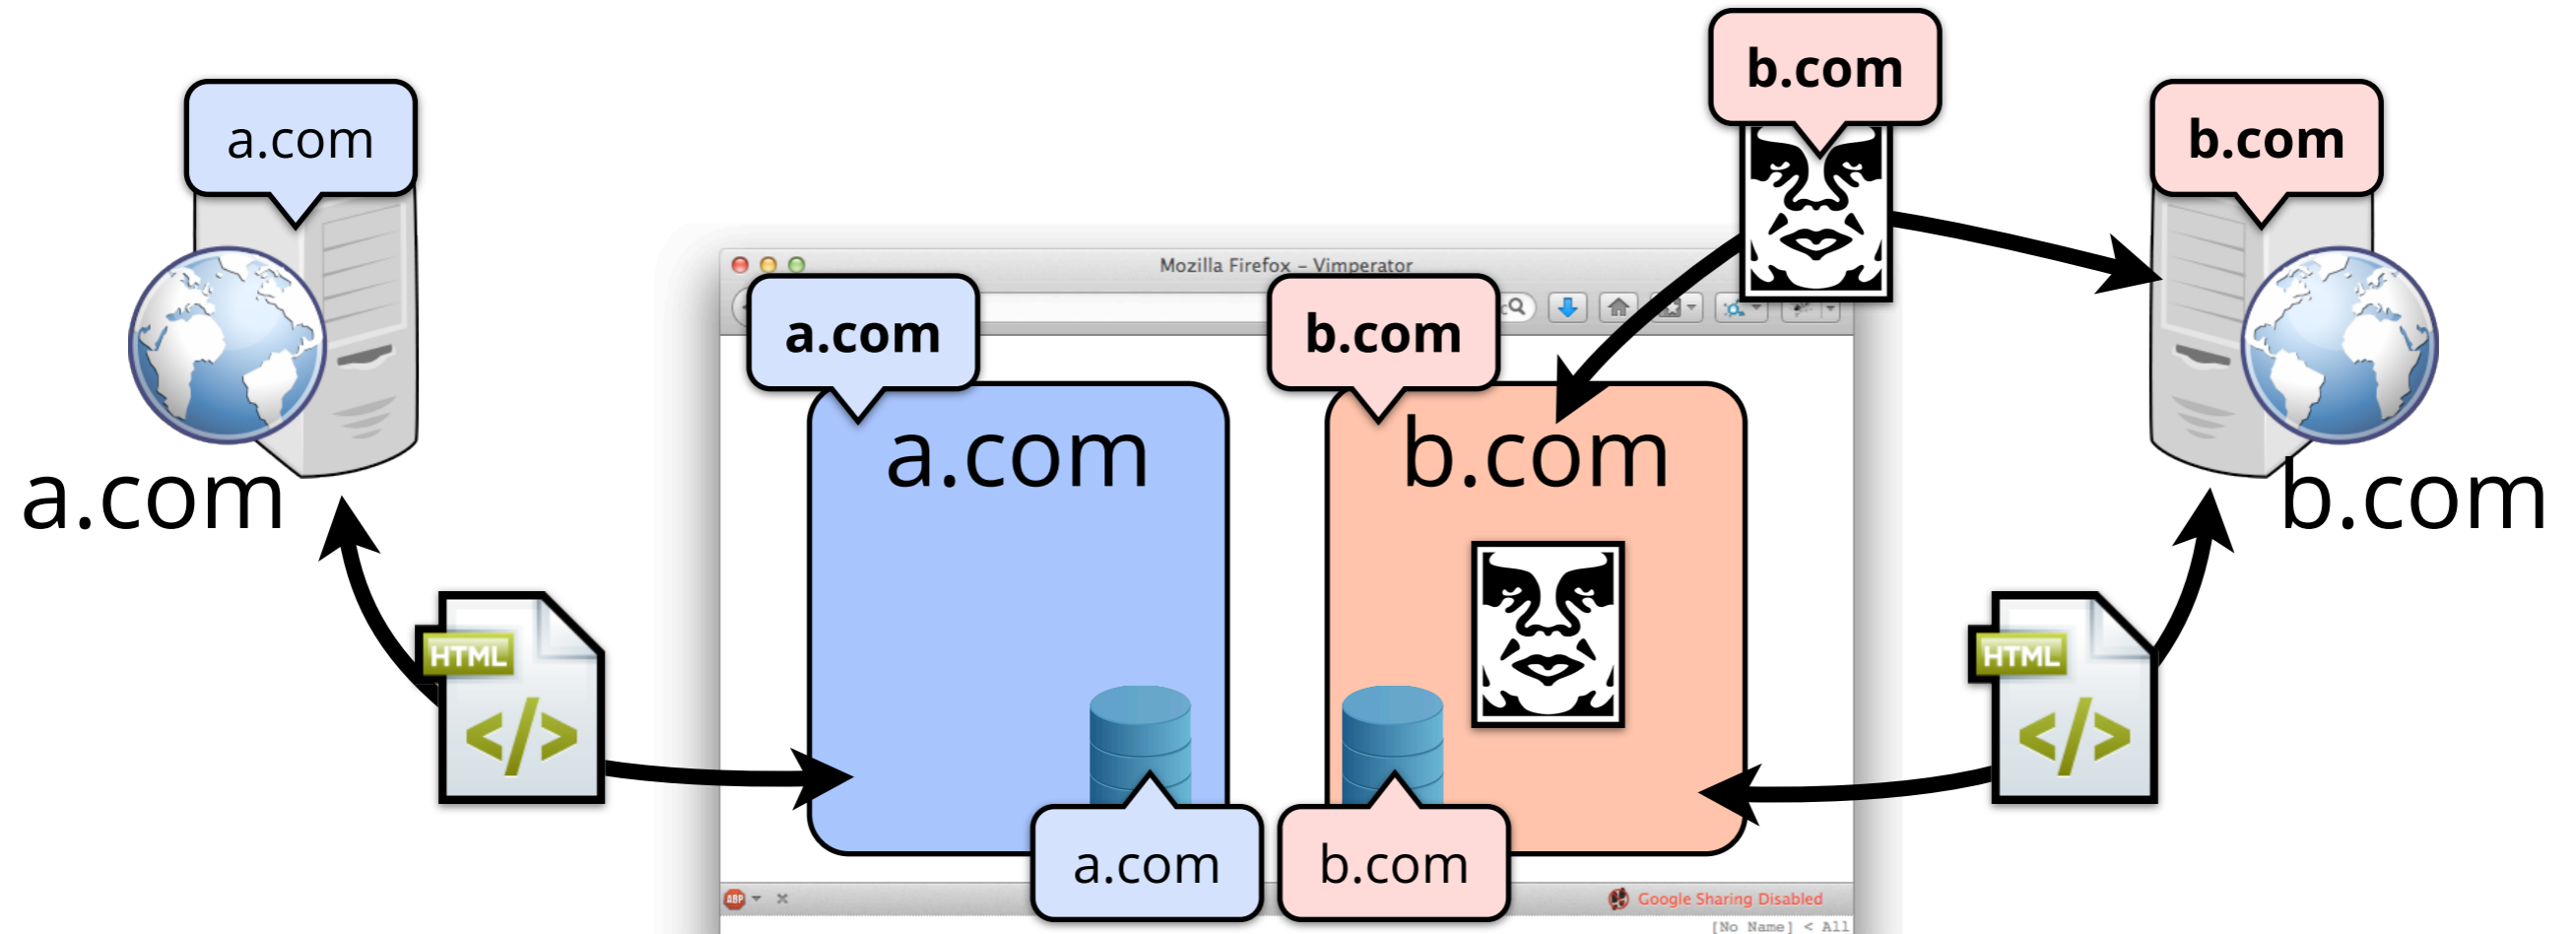 b.com
a.com
b.com
Mozilla Firefox – Vimperator
a.com
b.com
a.com
b.com
a.com
b.com
HTML
</>
HTML
</>
a.com
b.com
ABP
Google Sharing Disabled
[No Name] < All